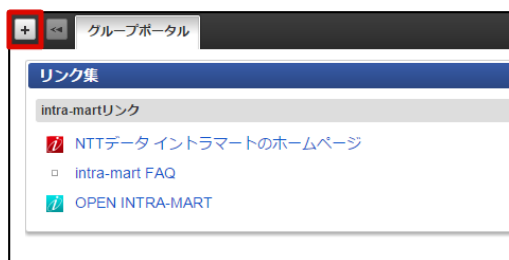 + << グループポータル
リンク集
intra-martリンク
NTTデータ イントラマートのホームページ
intra-mart FAQ
OPEN INTRA-MART